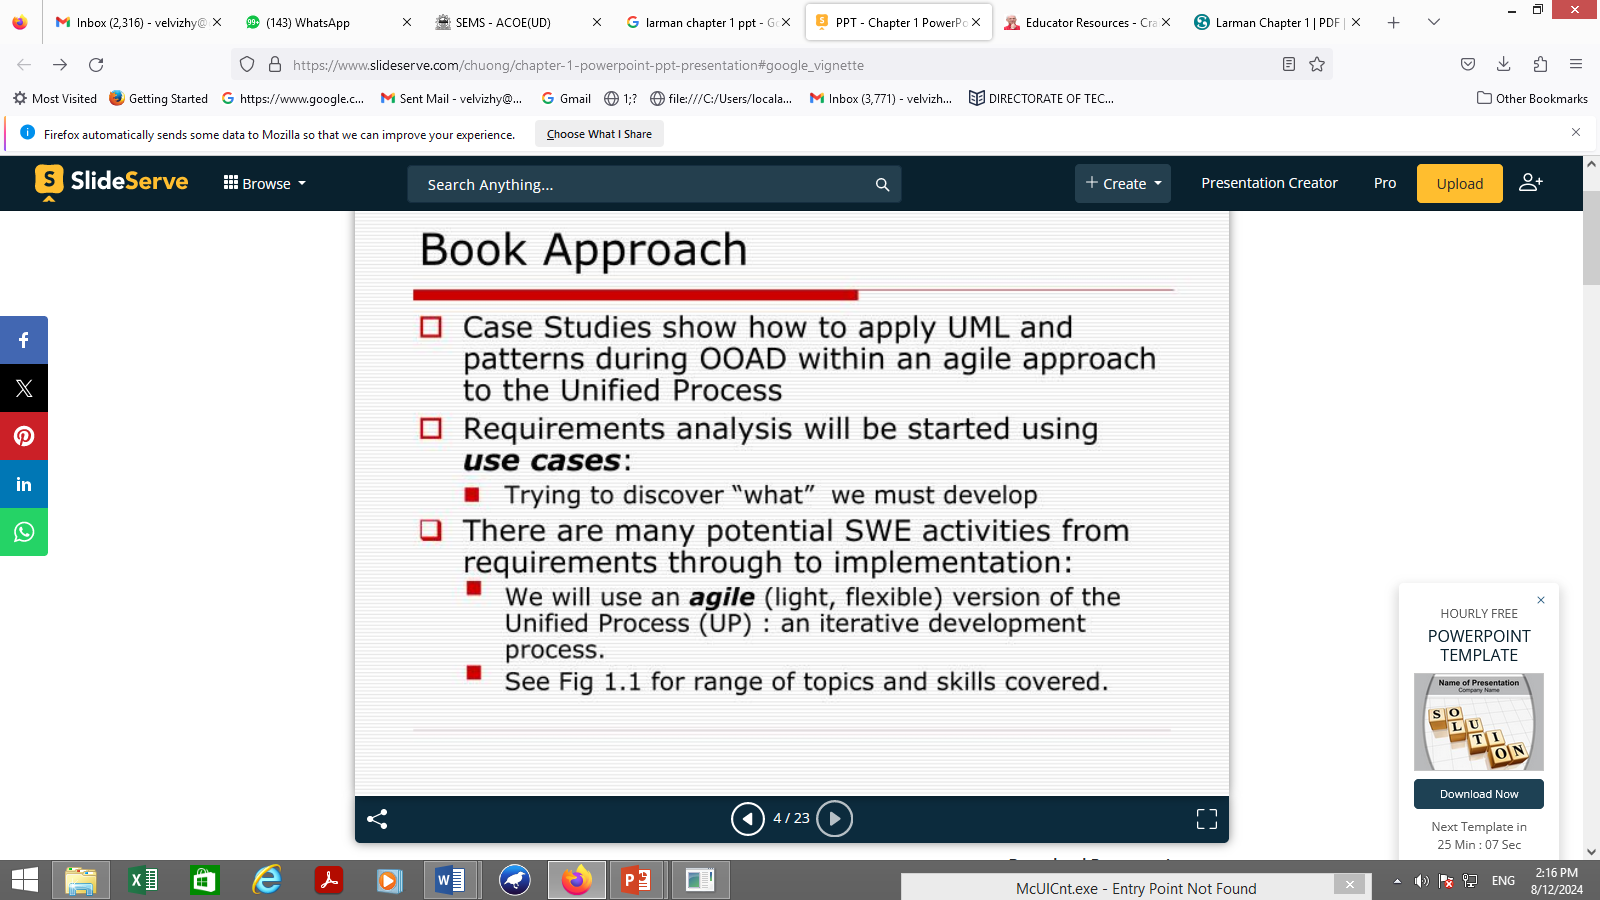 Inbox (2,316) - velvizhy@
(143) WhatsApp
SEMS - ACOE(UD)
larman chapter 1 ppt - Go
PPT - Chapter 1 PowerPo
Educator Resources - Cra
Larman Chapter 1 | PDF |
https://www.slideserve.com/chuong/chapter-1-powerpoint-ppt-presentation#google_vignette
Most Visited
Getting Started
https://www.google.c...
Sent Mail - velvizhy@...
Gmail
1;?
file:///C:/Users/locala...
Inbox (3,771) - velvizh...
DIRECTORATE OF TEC...
Other Bookmarks
Firefox automatically sends some data to Mozilla so that we can improve your experience.
Choose What I Share
SlideServe
Browse
Search Anything...
+ Create
Presentation Creator
Pro
Upload
Book Approach
Case Studies show how to apply UML and
patterns during OOAD within an agile approach
to the Unified Process
Requirements analysis will be started using
use cases:
Trying to discover “what”  we must develop
There are many potential SWE activities from
requirements through to implementation:
We will use an agile (light, flexible) version of the
Unified Process (UP) : an iterative development
process.
See Fig 1.1 for range of topics and skills covered.
4 / 23
HOURLY FREE
POWERPOINT
TEMPLATE
Name of Presentation
Company Name
SOLUTION
Download Now
Next Template in
25 Min : 07 Sec
McUICnt.exe - Entry Point Not Found
ENG
2:16 PM
8/12/2024